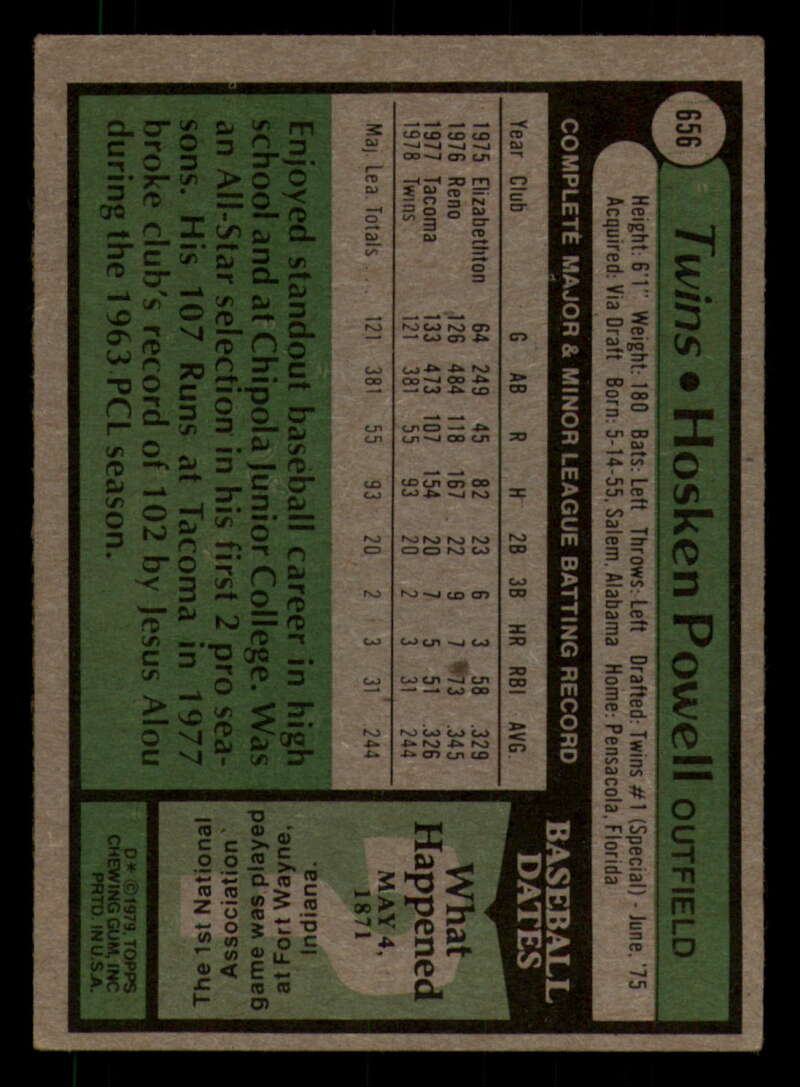 656
Twins • Hosken Powell OUTFIELD
Height: 6'1" Weight: 180 Bats: Left Throws: Left Drafted: Twins #1 (Special) - June, '75
Acquired: Via Draft Born: 5-14-55, Salem, Alabama Home: Pensacola, Florida
COMPLETE MAJOR & MINOR LEAGUE BATTING RECORD
Year Club G AB R H 2B 3B HR RBI AVG.
1975 Elizabethton 64 249 45 82 23 6 3 58 .329
1976 Reno 126 484 118 167 22 9 7 73 .345
1977 Tacoma 133 473 107 154 20 7 5 51 .326
1978 Twins 121 381 55 93 20 2 3 31 .244
Maj. Lea Totals 121 381 55 93 20 2 3 31 .244
Enjoyed standout baseball career in high
school and at Chipola Junior College. Was
an All-Star selection in his first 2 pro sea-
sons. His 107 Runs at Tacoma in 1977
broke club's record of 102 by Jesus Alou
during the 1963 PCL season.
BASEBALL
DATES
What
Happened
MAY 4,
1871
The 1st National
Association
game was played
at Fort Wayne,
Indiana.
D* © 1979, TOPPS
CHEWING GUM, INC
PRTD. IN U.S.A.